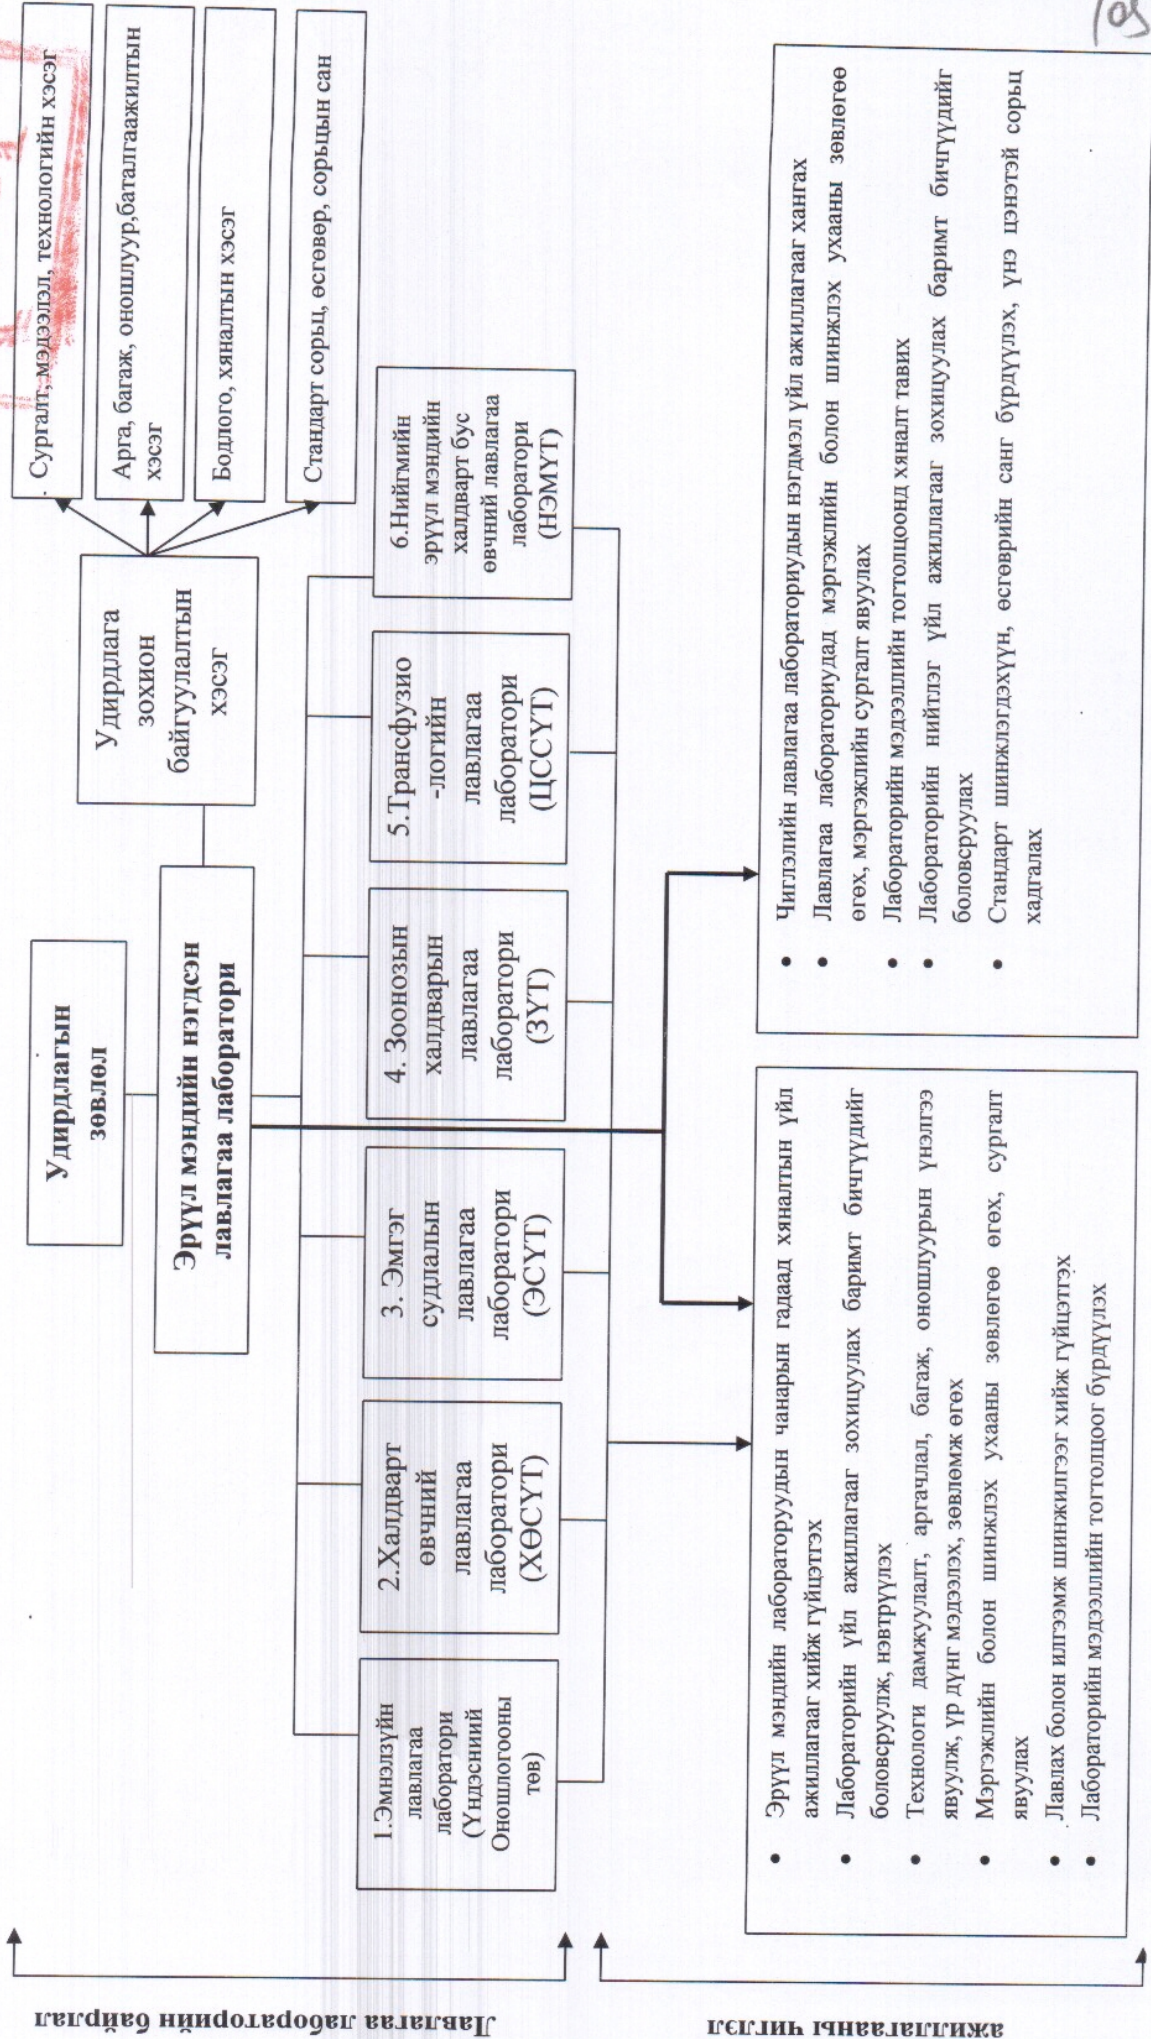 Удирдлагын
зөвлөл
Эрүүл мэндийн нэгдсэн
лавлагаа лаборатори
Удирдлага
зохион
байгуулалтын
хэсэг
Сургалт, мэдээлэл, технологийн хэсэг
Арга, багаж, оношлуур,баталгаажилтын
хэсэг
Бодлого, хяналтын хэсэг
Стандарт сорьц, өсгөвөр, сорьцын сан
Лавлагаа лабораторийн байрлал
1.Эмнэлзүйн
лавлагаа
лаборатори
(Үндэсний
Оношлогооны
төв)
2.Халдварт
өвчний
лавлагаа
лаборатори
(ХӨСҮТ)
3. Эмгэг
судлалын
лавлагаа
лаборатори
(ЭСҮТ)
4. Зоонозын
халдварын
лавлагаа
лаборатори
(ЗҮТ)
5.Трансфузио
-логийн
лавлагаа
лаборатори
(ЦССҮТ)
6.Нийгмийн
эрүүл мэндийн
халдварт бус
өвчний лавлагаа
лаборатори
(НЭМҮТ)
ажиллагааны чиглэл
• Эрүүл мэндийн лабораторуудын чанарын гадаад хяналтын үйл
ажиллагааг хийж гүйцэтгэх
• Лабораторийн үйл ажиллагааг зохицуулах баримт бичгүүдийг
боловсруулж, нэвтрүүлэх
• Технологи дамжуулалт, аргачлал, багаж, оношлуурын үнэлгээ
явуулж, үр дүнг мэдээлэх, зөвлөмж өгөх
• Мэргэжлийн болон шинжлэх ухааны зөвлөгөө өгөх, сургалт
явуулах
• Лавлах болон илгээмж шинжилгээг хийж гүйцэтгэх
• Лабораторийн мэдээллийн тогтолцоог бүрдүүлэх
• Чиглэлийн лавлагаа лабораториудын нэгдмэл үйл ажиллагааг хангах
• Лавлагаа лабораториудад мэргэжлийн болон шинжлэх ухааны зөвлөгөө
өгөх, мэргэжлийн сургалт явуулах
• Лабораторийн мэдээллийн тогтолцоонд хяналт тавих
• Лабораторийн нийтлэг үйл ажиллагааг зохицуулах баримт бичгүүдийг
боловсруулах
• Стандарт шинжлэгдэхүүн, өсгөврийн санг бүрдүүлэх, үнэ цэнэтэй сорьц
хадгалах